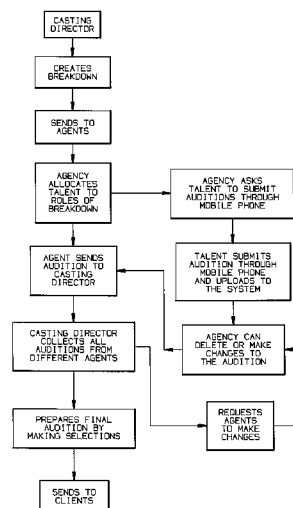 CASTING
DIRECTOR
CREATES
BREAKDOWN
SENDS TO
AGENTS
AGENCY
ALLOCATES
TALENT TO
ROLES OF
BREAKDOWN
AGENCY ASKS
TALENT TO SUBMIT
AUDITIONS THROUGH
MOBILE PHONE
AGENT SENDS
AUDITION TO
CASTING
DIRECTOR
TALENT SUBMITS
AUDITION THROUGH
MOBILE PHONE
AND UPLOADS TO
THE SYSTEM
CASTING DIRECTOR
COLLECTS ALL
AUDITIONS FROM
DIFFERENT AGENTS
AGENCY CAN
DELETE OR MAKE
CHANGES TO
THE AUDITION
PREPARES FINAL
AUDITION BY
MAKING SELECTIONS
REQUESTS
AGENTS
TO MAKE
CHANGES
SENDS TO
CLIENTS